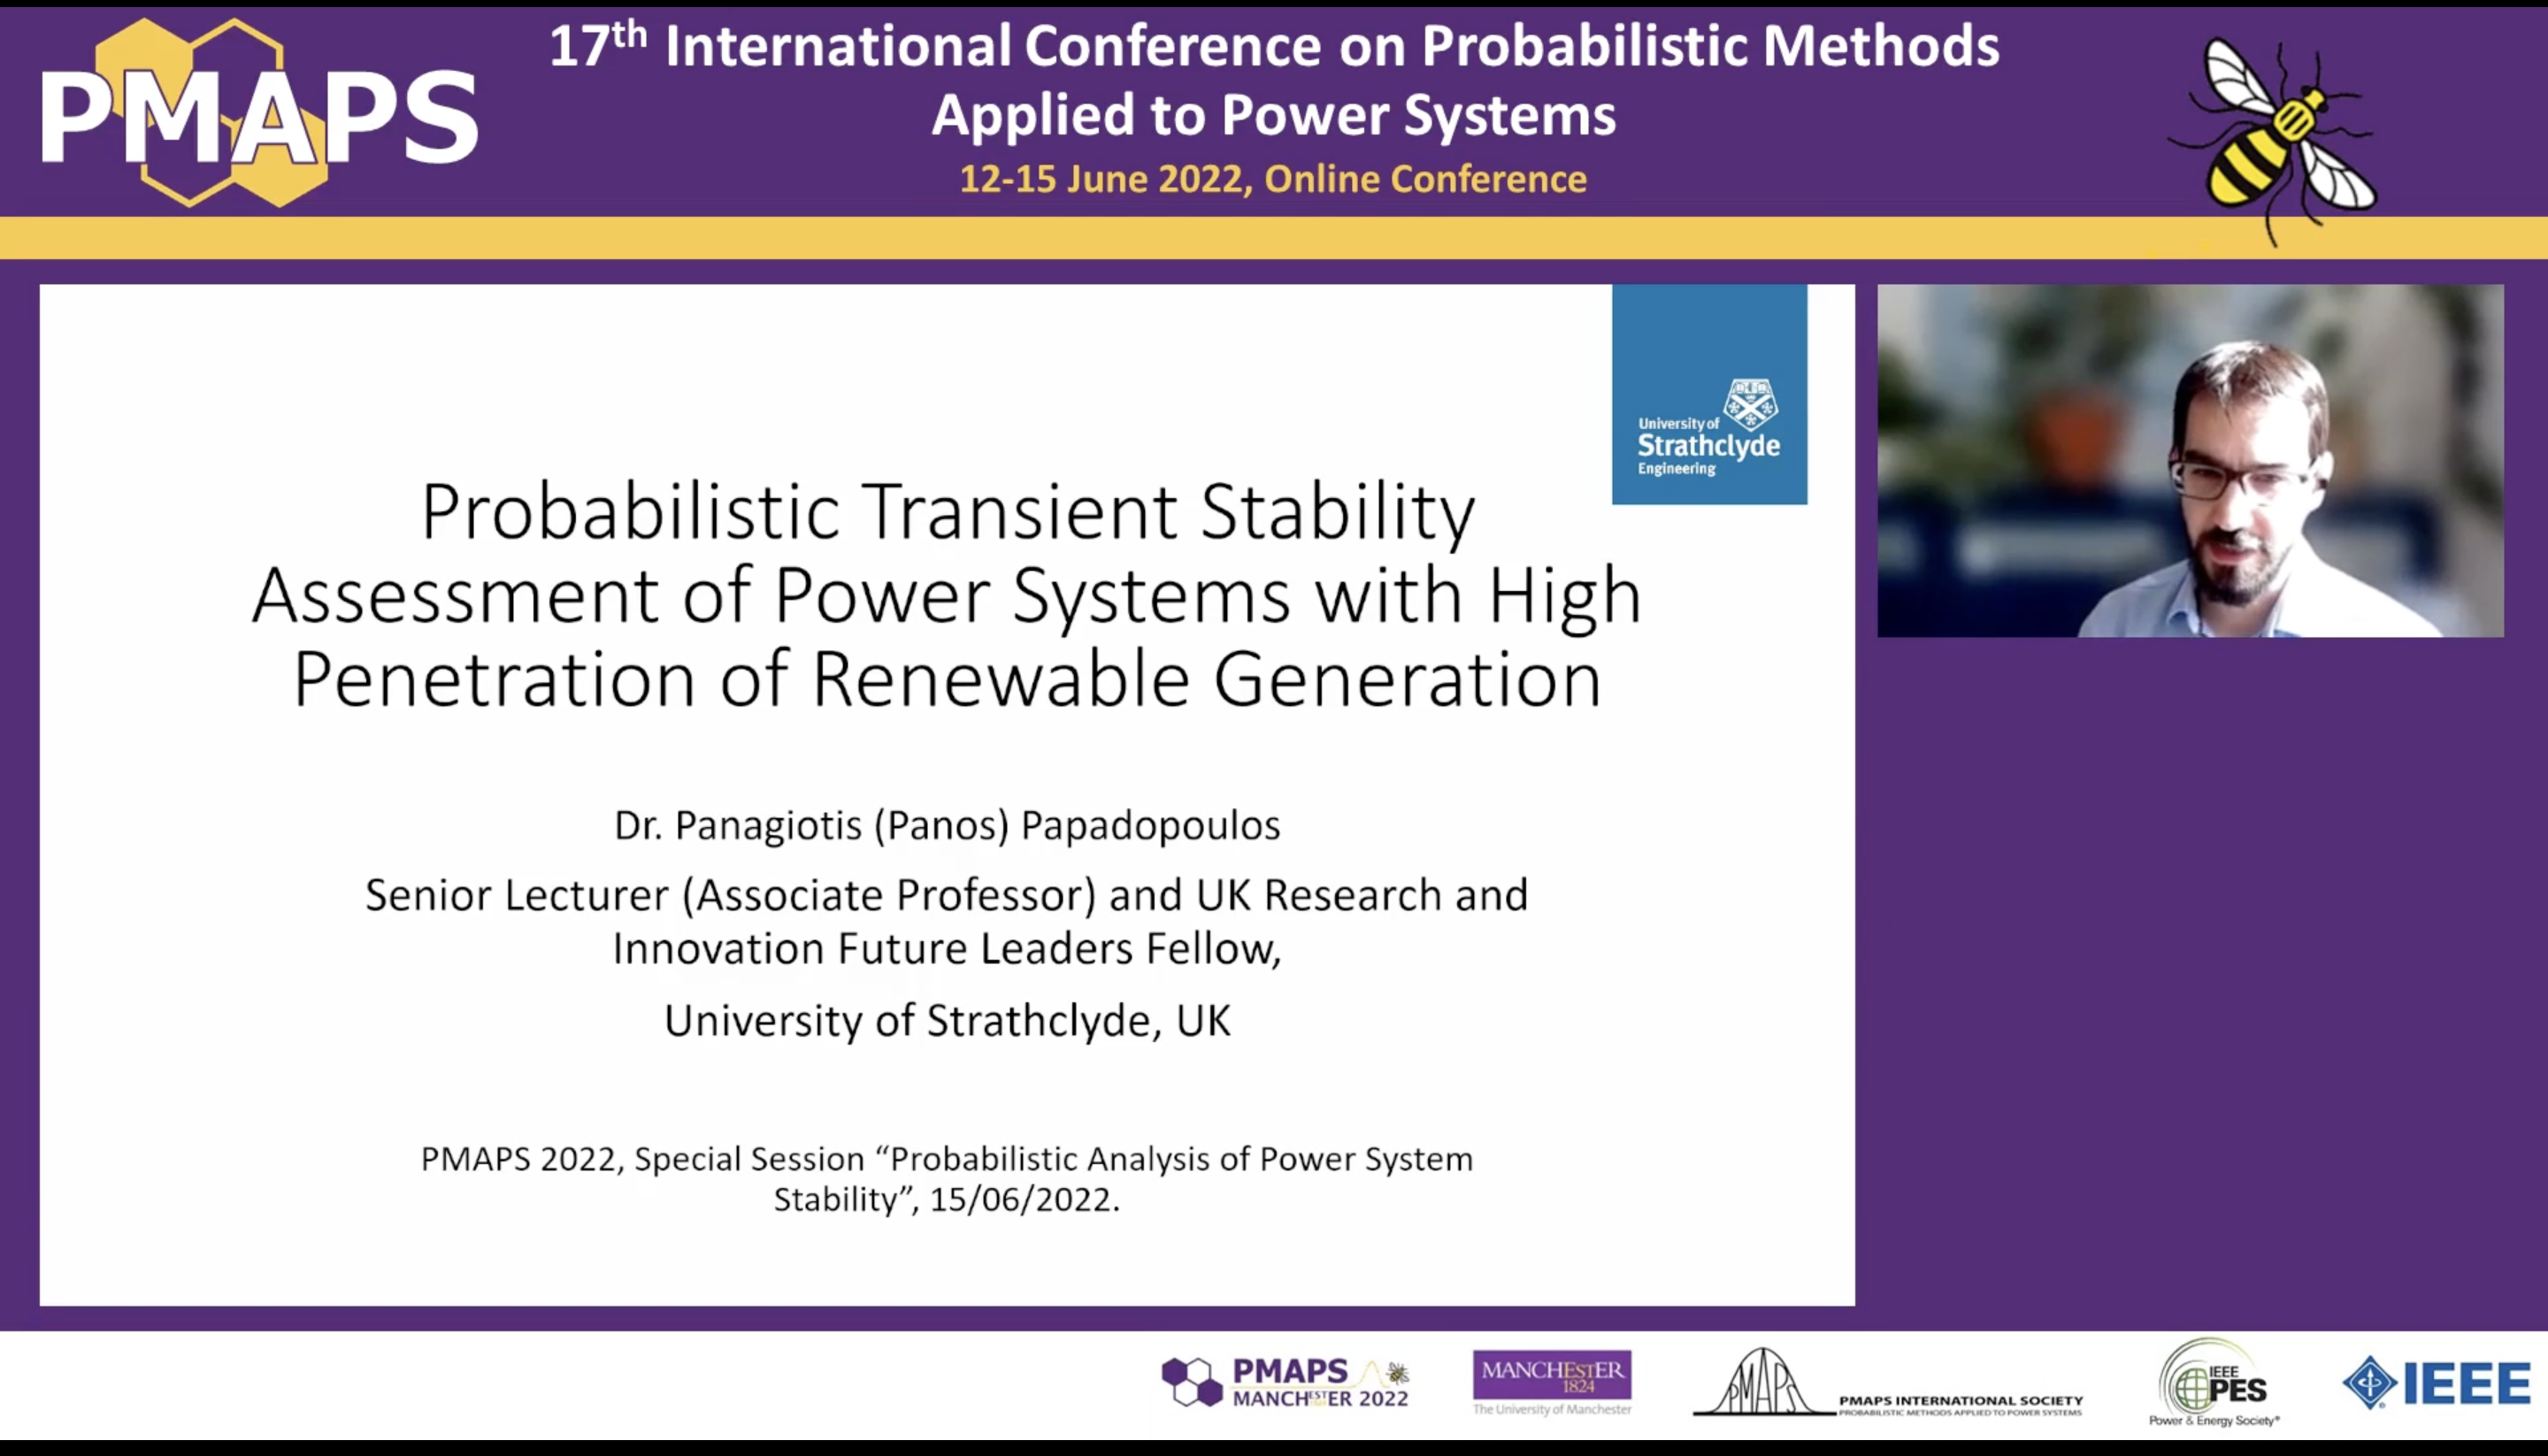 PMAPS
17th International Conference on Probabilistic Methods
Applied to Power Systems
12-15 June 2022, Online Conference
University of
Strathclyde
Engineering
Probabilistic Transient Stability
Assessment of Power Systems with High
Penetration of Renewable Generation
Dr. Panagiotis (Panos) Papadopoulos
Senior Lecturer (Associate Professor) and UK Research and
Innovation Future Leaders Fellow,
University of Strathclyde, UK
PMAPS 2022, Special Session “Probabilistic Analysis of Power System
Stability”, 15/06/2022.
PMAPS
MANCHESTER 2022
MANCHESTER
1824
The University of Manchester
PMAPS
PMAPS INTERNATIONAL SOCIETY
PROBABILISTIC METHODS APPLIED TO POWER SYSTEMS
IEEE
PES
Power & Energy Society®
IEEE